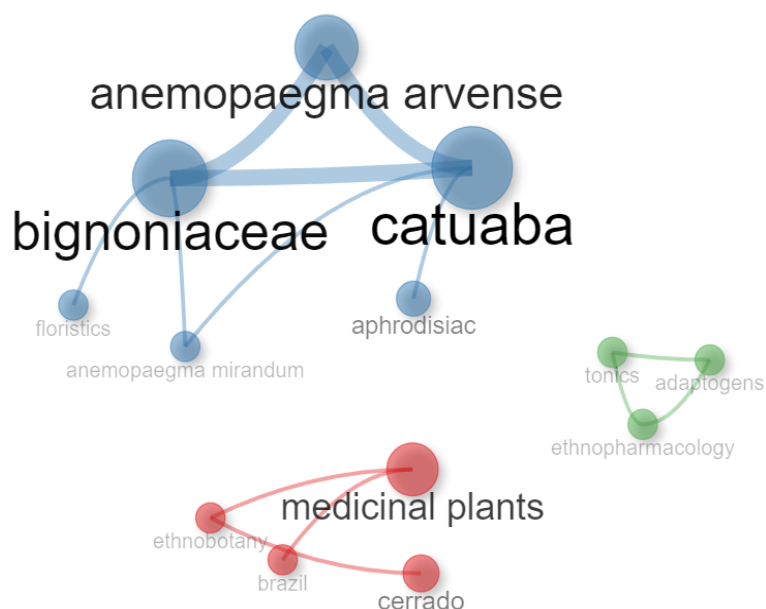 anemopaegma arvense
bignoniaceae
catuaba
floristics
aphrodisiac
anemopaegma mirandum
tonics
adaptogens
ethnopharmacology
medicinal plants
ethnobotany
brazil
cerrado